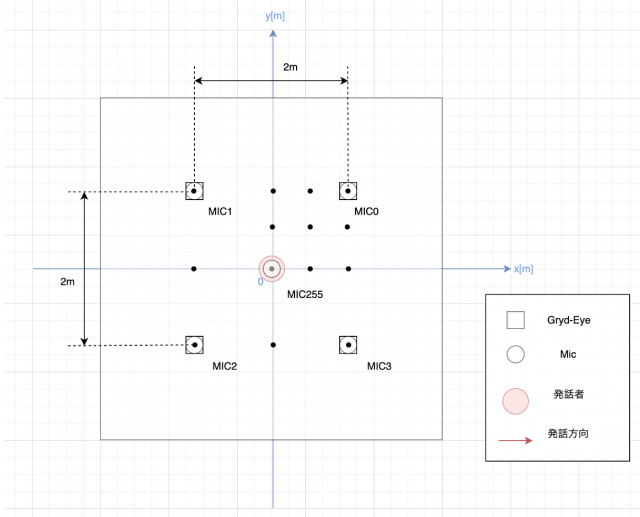 y[m]
2m
MIC1
MIC0
2m
0
x[m]
MIC255
MIC2
MIC3
Gryd-Eye
Mic
発話者
発話方向